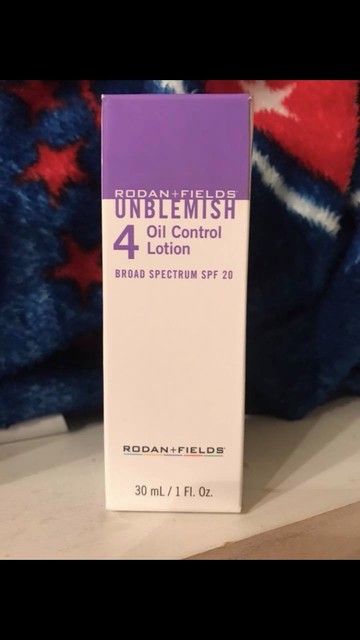 RODAN+FIELDS
UNBLEMISH
4 Oil Control
Lotion
BROAD SPECTRUM SPF 20
RODAN+FIELDS®
30 mL / 1 Fl. Oz.